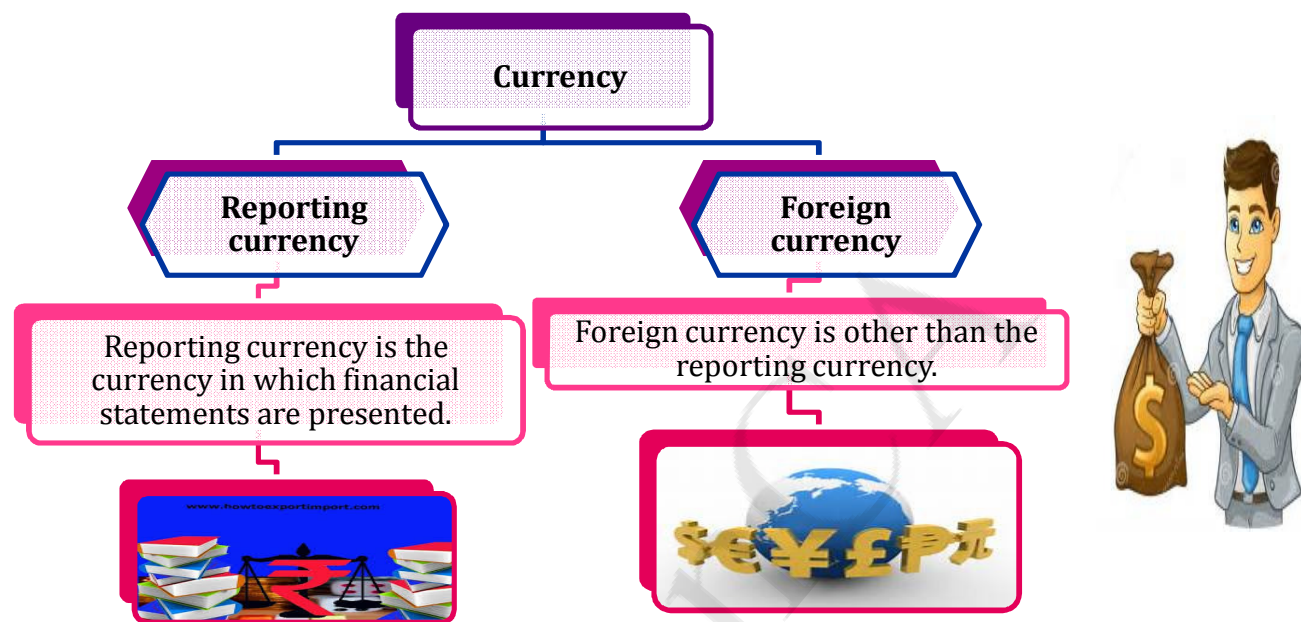 Currency
Reporting
currency
Foreign
currency
Reporting currency is the
currency in which financial
statements are presented.
Foreign currency is other than the
reporting currency.
www.howtoexportimport.com
₹
$ € ¥ £ ₱
$